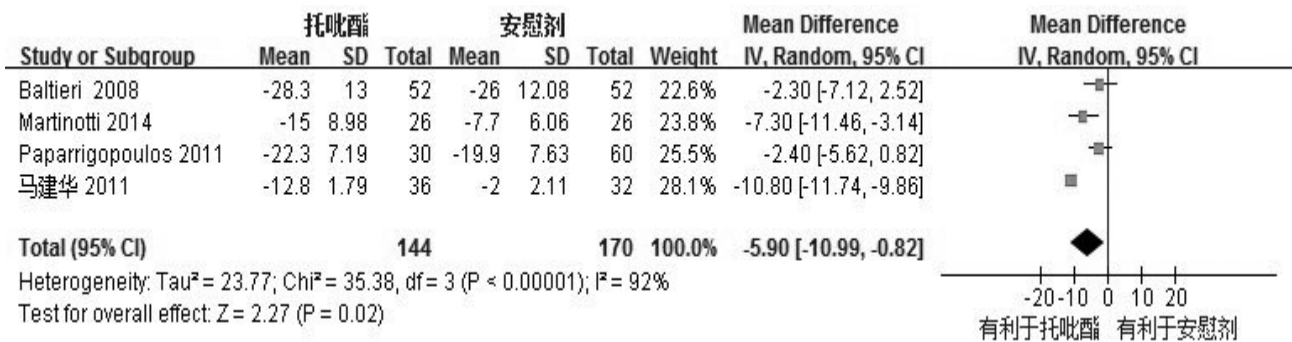 托吡酯 安慰剂 Mean Difference Mean Difference
Study or Subgroup Mean SD Total Mean SD Total Weight IV, Random, 95% CI IV, Random, 95% CI
Baltieri 2008 -28.3 13 52 -26 12.08 52 22.6% -2.30 [-7.12, 2.52]
Martinotti 2014 -15 8.98 26 -7.7 6.06 26 23.8% -7.30 [-11.46, -3.14]
Paparrigopoulos 2011 -22.3 7.19 30 -19.9 7.63 60 25.5% -2.40 [-5.62, 0.82]
马建华 2011 -12.8 1.79 36 -2 2.11 32 28.1% -10.80 [-11.74, -9.86]
Total (95% CI) 144 170 100.0% -5.90 [-10.99, -0.82]
Heterogeneity: Tau² = 23.77; Chi² = 35.38, df = 3 (P < 0.00001); I² = 92%
Test for overall effect: Z = 2.27 (P = 0.02)
-20 -10 0 10 20
有利于托吡酯 有利于安慰剂